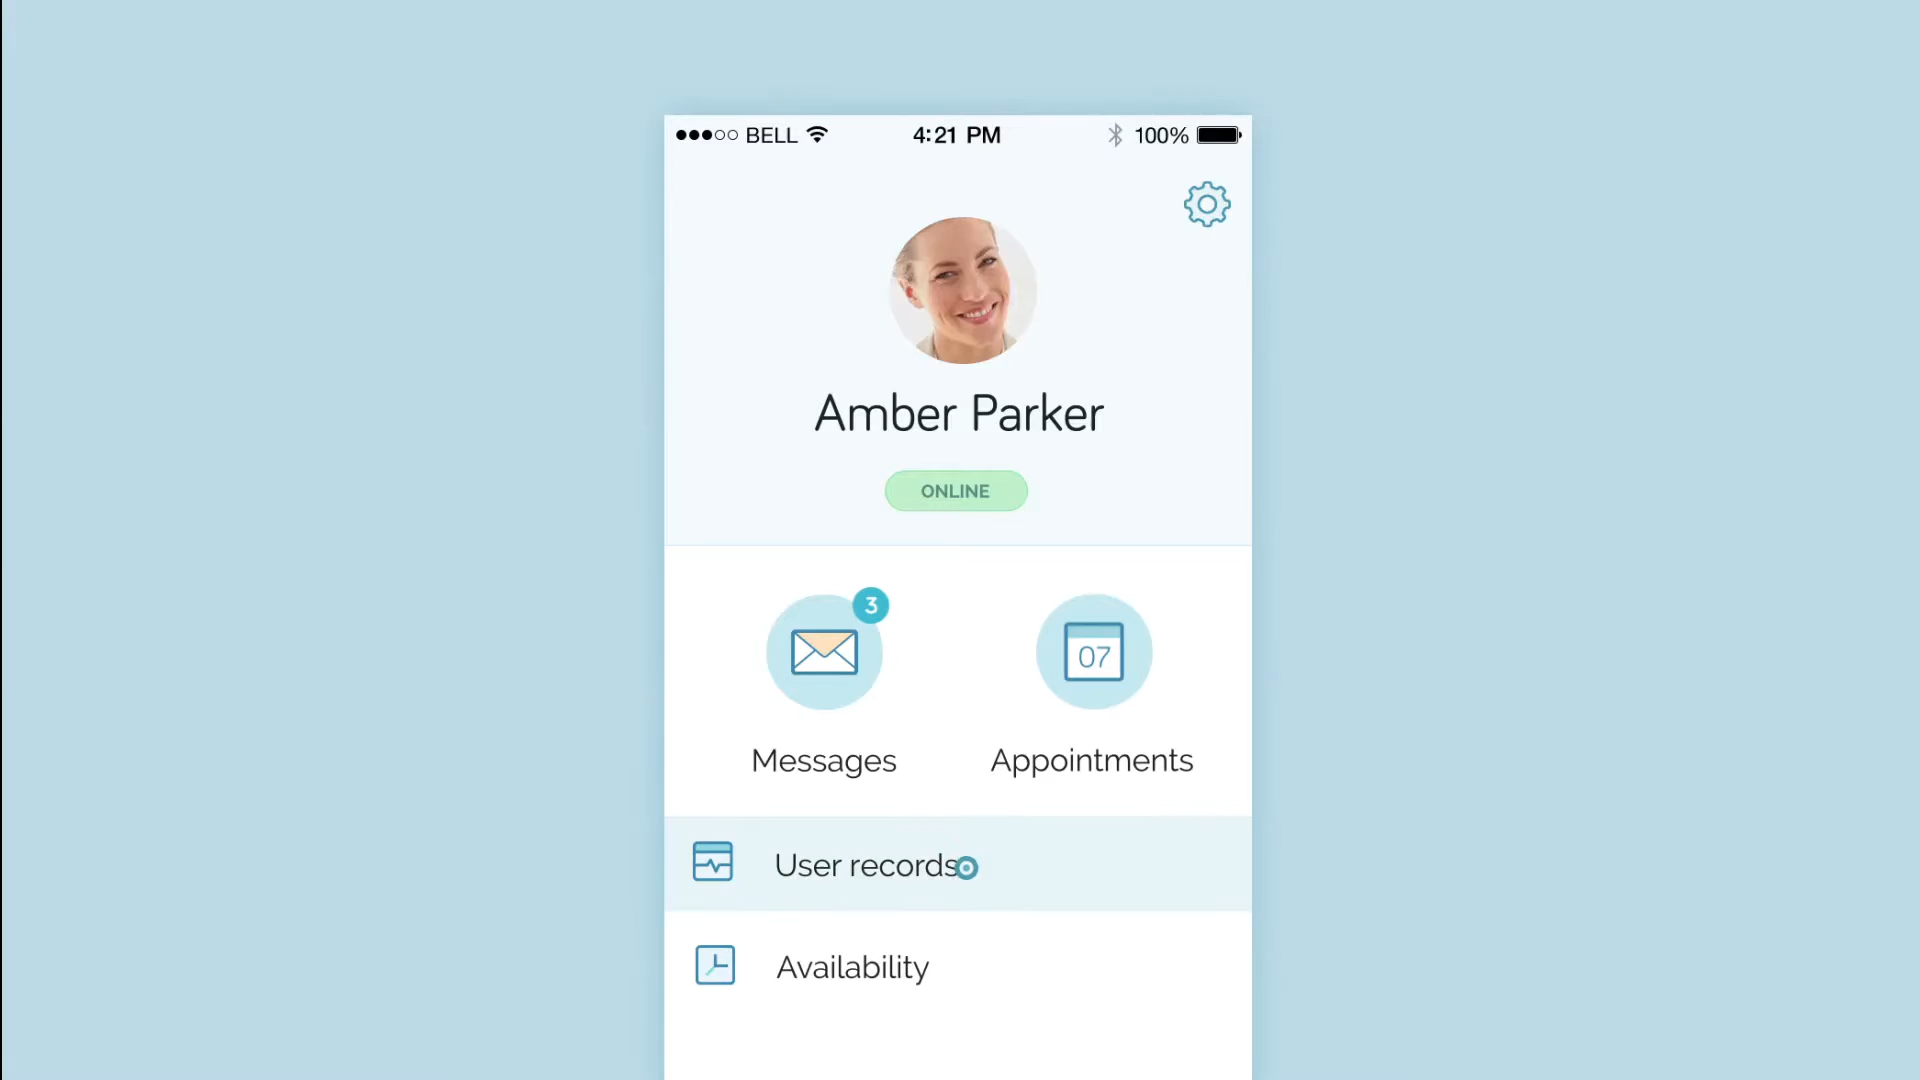 BELL 4:21 PM 100%
Amber Parker
ONLINE
3
07
Messages Appointments
User records
Availability